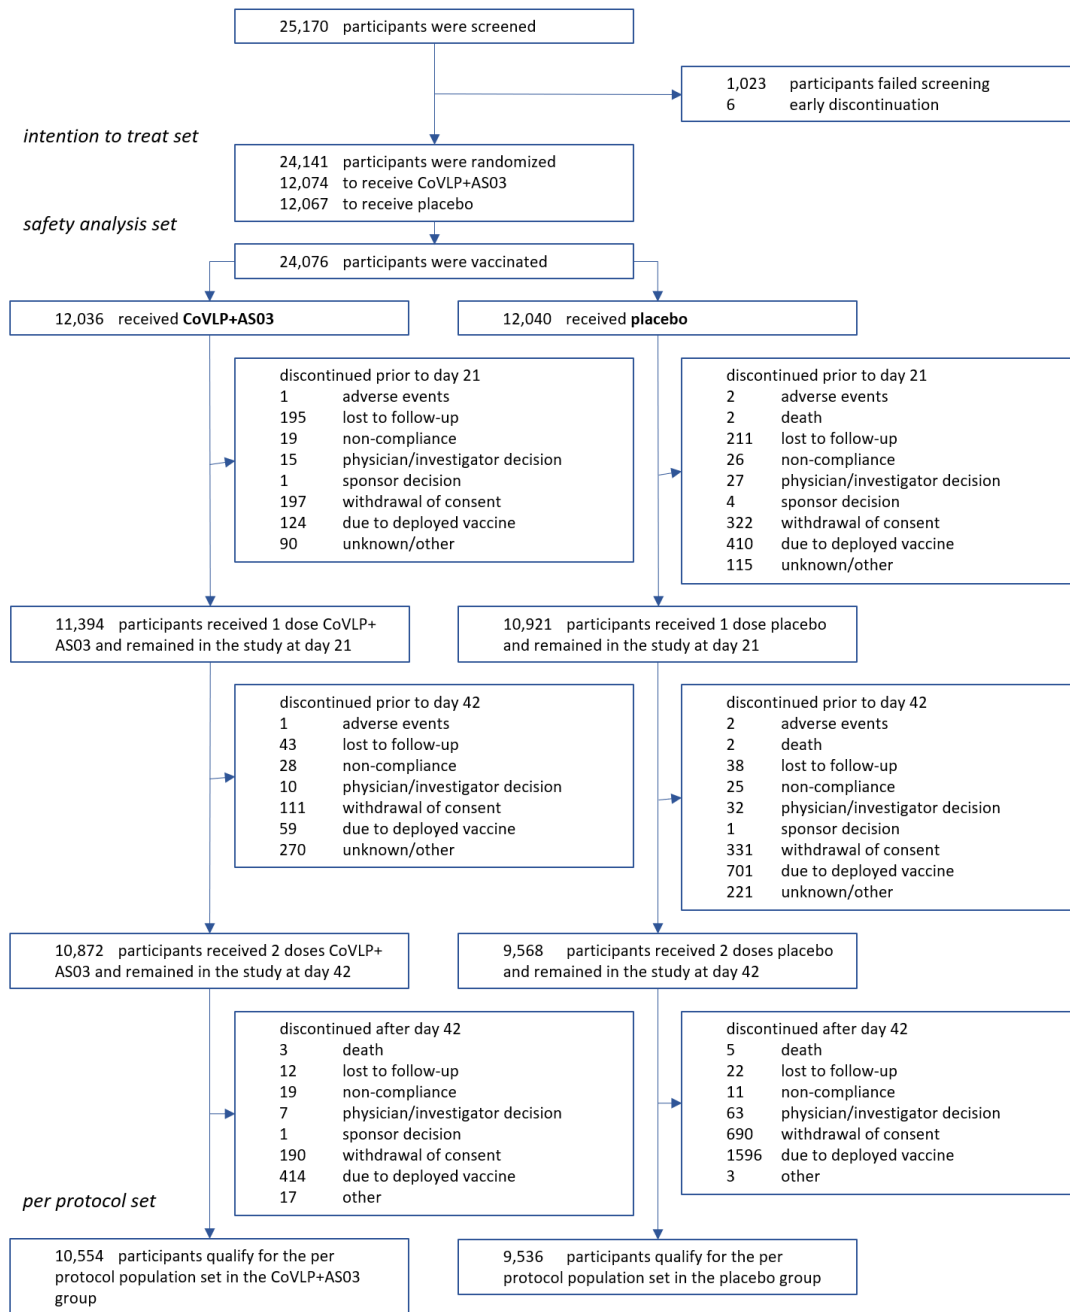 25,170 participants were screened
1,023 participants failed screening
6 early discontinuation
intention to treat set
24,141 participants were randomized
12,074 to receive CoVLP+AS03
12,067 to receive placebo
safety analysis set
24,076 participants were vaccinated
12,036 received CoVLP+AS03
12,040 received placebo
discontinued prior to day 21
1 adverse events
195 lost to follow-up
19 non-compliance
15 physician/investigator decision
1 sponsor decision
197 withdrawal of consent
124 due to deployed vaccine
90 unknown/other
discontinued prior to day 21
2 adverse events
2 death
211 lost to follow-up
26 non-compliance
27 physician/investigator decision
4 sponsor decision
322 withdrawal of consent
410 due to deployed vaccine
115 unknown/other
11,394 participants received 1 dose CoVLP+
AS03 and remained in the study at day 21
10,921 participants received 1 dose placebo
and remained in the study at day 21
discontinued prior to day 42
1 adverse events
43 lost to follow-up
28 non-compliance
10 physician/investigator decision
111 withdrawal of consent
59 due to deployed vaccine
270 unknown/other
discontinued prior to day 42
2 adverse events
2 death
38 lost to follow-up
25 non-compliance
32 physician/investigator decision
1 sponsor decision
331 withdrawal of consent
701 due to deployed vaccine
221 unknown/other
10,872 participants received 2 doses CoVLP+
AS03 and remained in the study at day 42
9,568 participants received 2 doses placebo
and remained in the study at day 42
discontinued after day 42
3 death
12 lost to follow-up
19 non-compliance
7 physician/investigator decision
1 sponsor decision
190 withdrawal of consent
414 due to deployed vaccine
17 other
discontinued after day 42
5 death
22 lost to follow-up
11 non-compliance
63 physician/investigator decision
690 withdrawal of consent
1596 due to deployed vaccine
3 other
per protocol set
10,554 participants qualify for the per
protocol population set in the CoVLP+AS03
group
9,536 participants qualify for the per
protocol population set in the placebo group